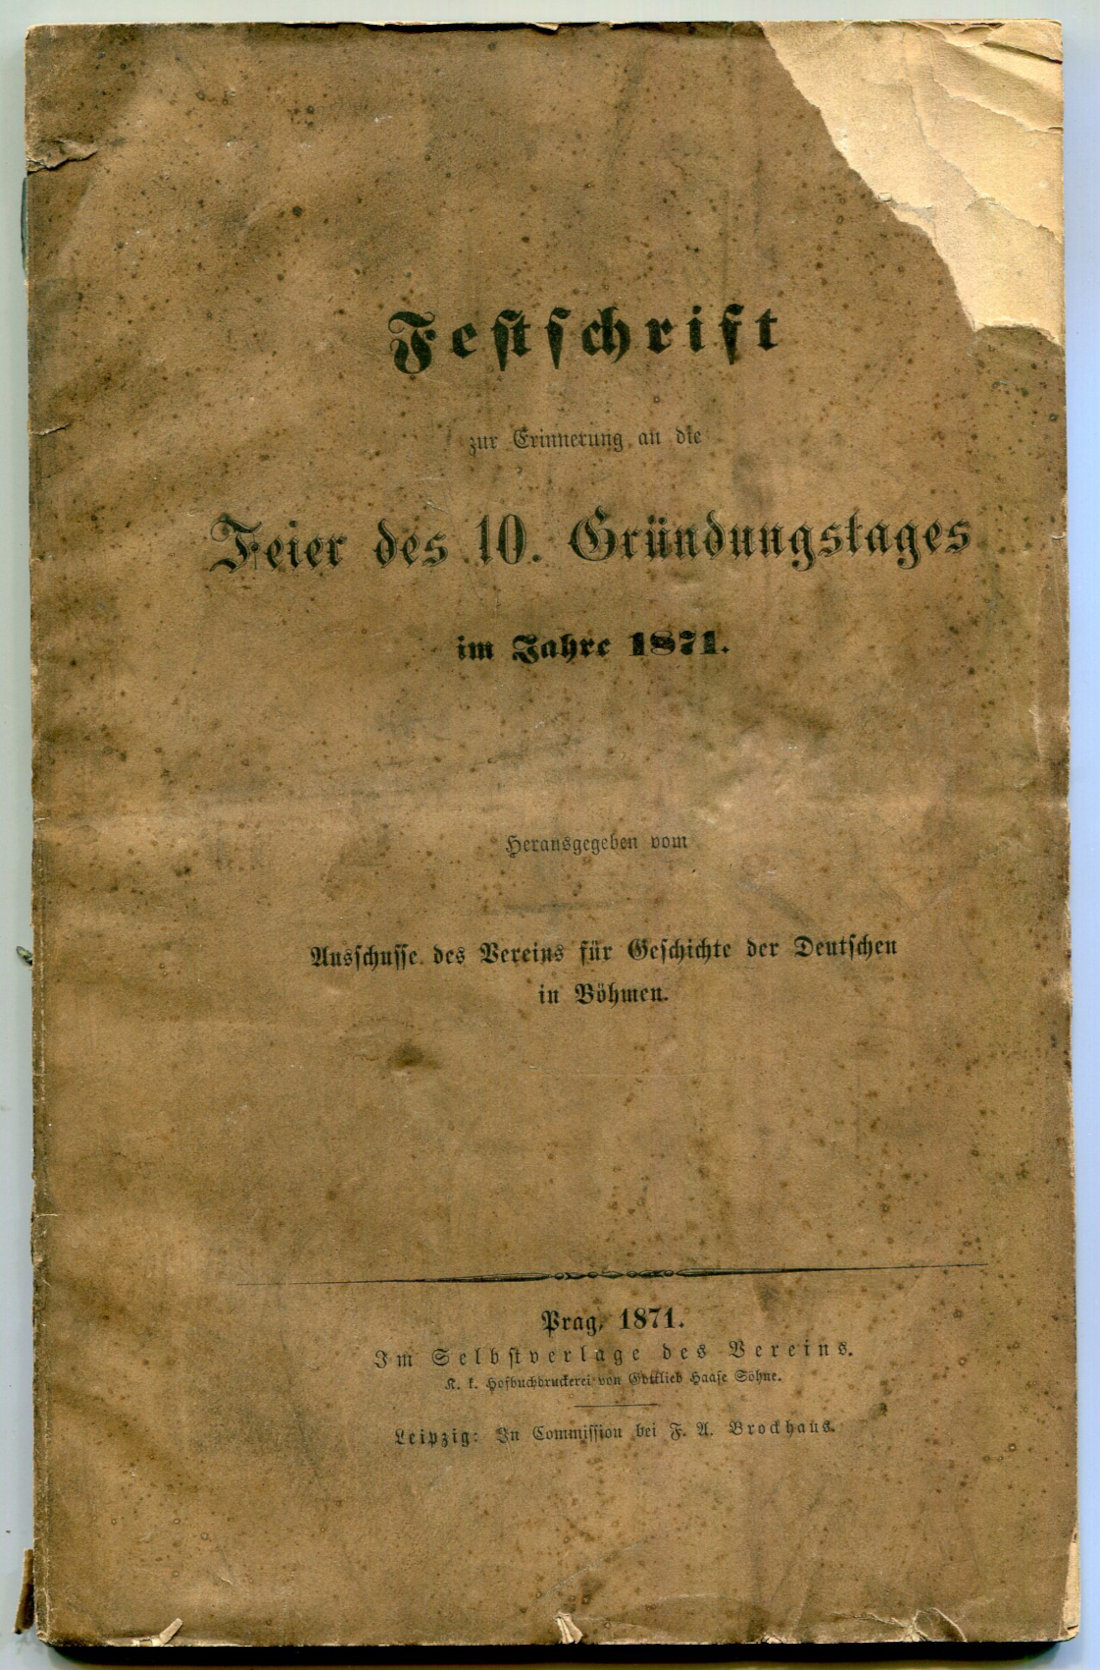 Festschrift
zur Erinnerung an die
Feier des 10. Gründungstages
im Jahre 1871.
Herausgegeben vom
Ausschusse des Vereins für Geschichte der Deutschen
in Böhmen.
Prag, 1871.
Im Selbstverlage des Vereins.
K. k. Hofbuchdruckerei von Gottlieb Haase Söhne.
Leipzig: In Commission bei F. A. Brockhaus.